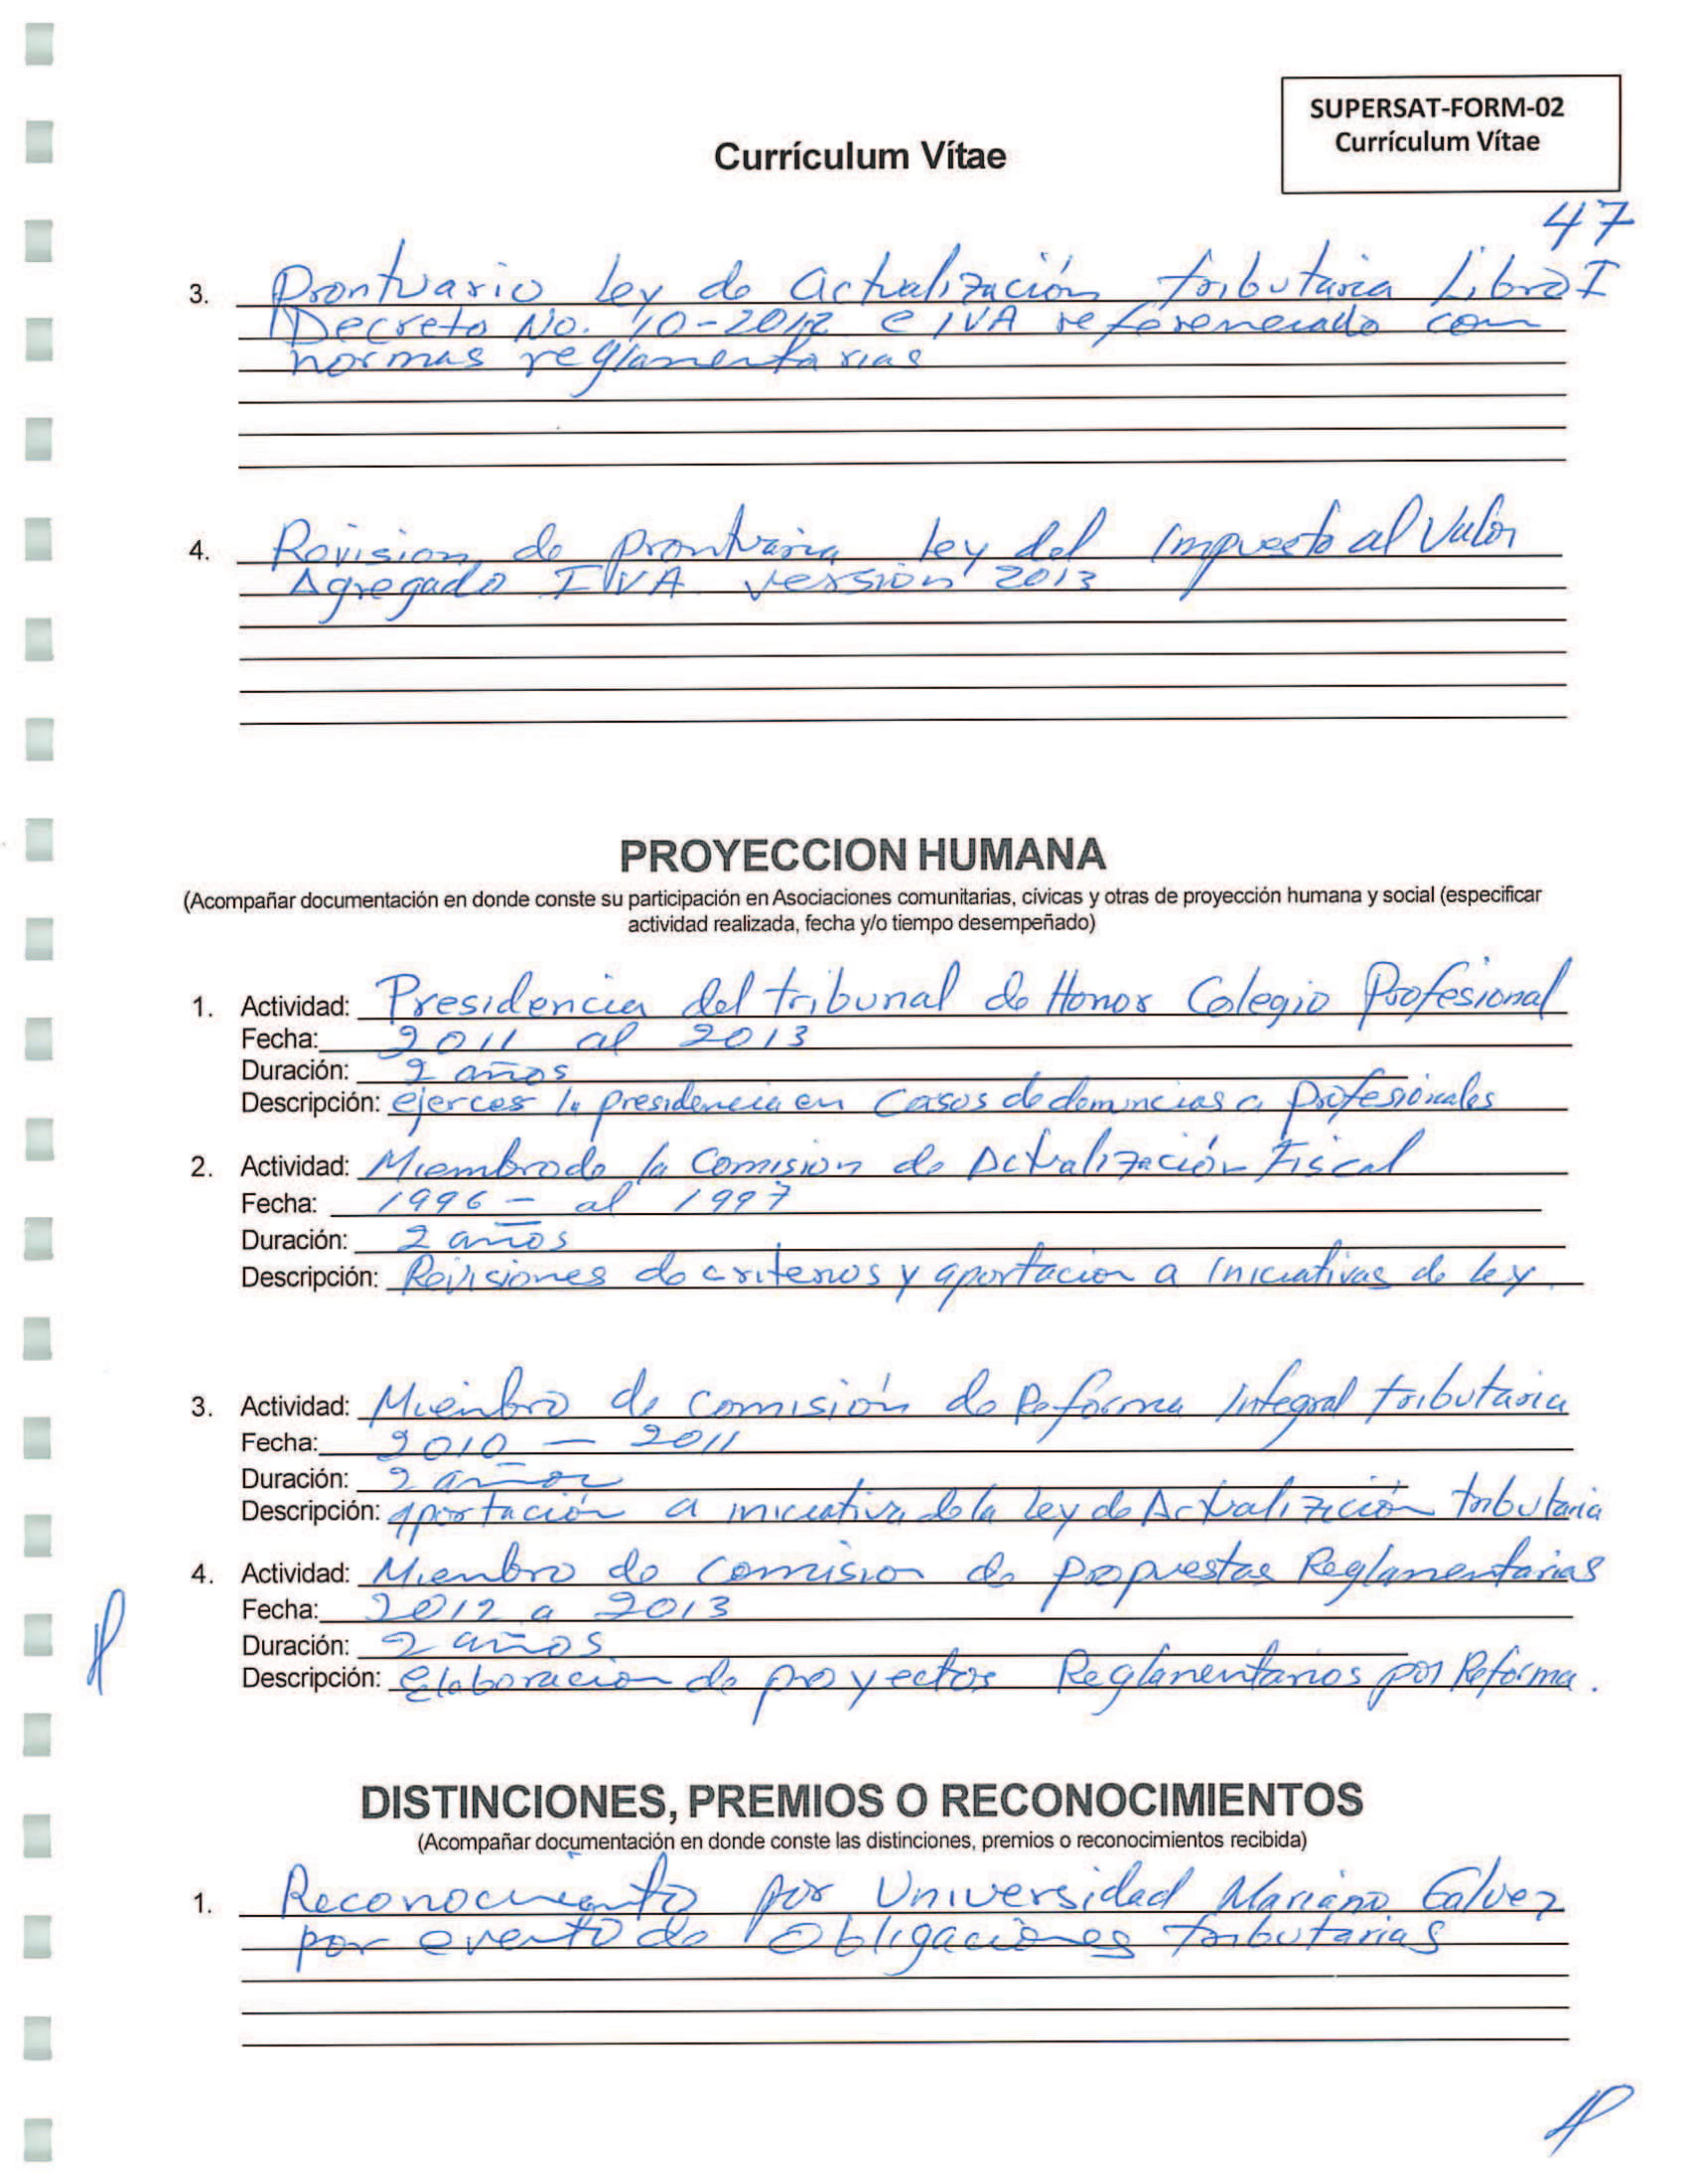 SUPERSAT-FORM-02
Currículum Vítae
Currículum Vítae
47
3. Prontuario Ley de Actualización tributaria Libro I
Decreto No. 10-2012 e IVA referenciado con
normas reglamentarias
4. Revision de prontuario Ley del Impuesto al Valor
Agregado IVA version 2013
PROYECCION HUMANA
(Acompañar documentación en donde conste su participación en Asociaciones comunitarias, cívicas y otras de proyección humana y social (especificar
actividad realizada, fecha y/o tiempo desempeñado)
1. Actividad: Presidencia del tribunal de Honor Colegio Profesional
Fecha: 2011 al 2013
Duración: 2 años
Descripción: ejercer la presidencia en casos de denuncias a profesionales
2. Actividad: Miembro de la Comision de Actualización Fiscal
Fecha: 1996 - al 1997
Duración: 2 años
Descripción: Revisiones de criterios y aportacion a Iniciativas de ley.
3. Actividad: Miembro de comisión de Reforma Integral tributaria
Fecha: 2010 - 2011
Duración: 2 años
Descripción: aportación a iniciativa de la Ley de Actualización tributaria
4. Actividad: Miembro de comision de propuestas Reglamentarias
Fecha: 2012 a 2013
Duración: 2 años
Descripción: Elaboracion de proyectos Reglamentarios por Reforma.
DISTINCIONES, PREMIOS O RECONOCIMIENTOS
(Acompañar documentación en donde conste las distinciones, premios o reconocimientos recibida)
1. Reconocimiento por Universidad Mariano Galvez
por evento de Obligaciones tributarias